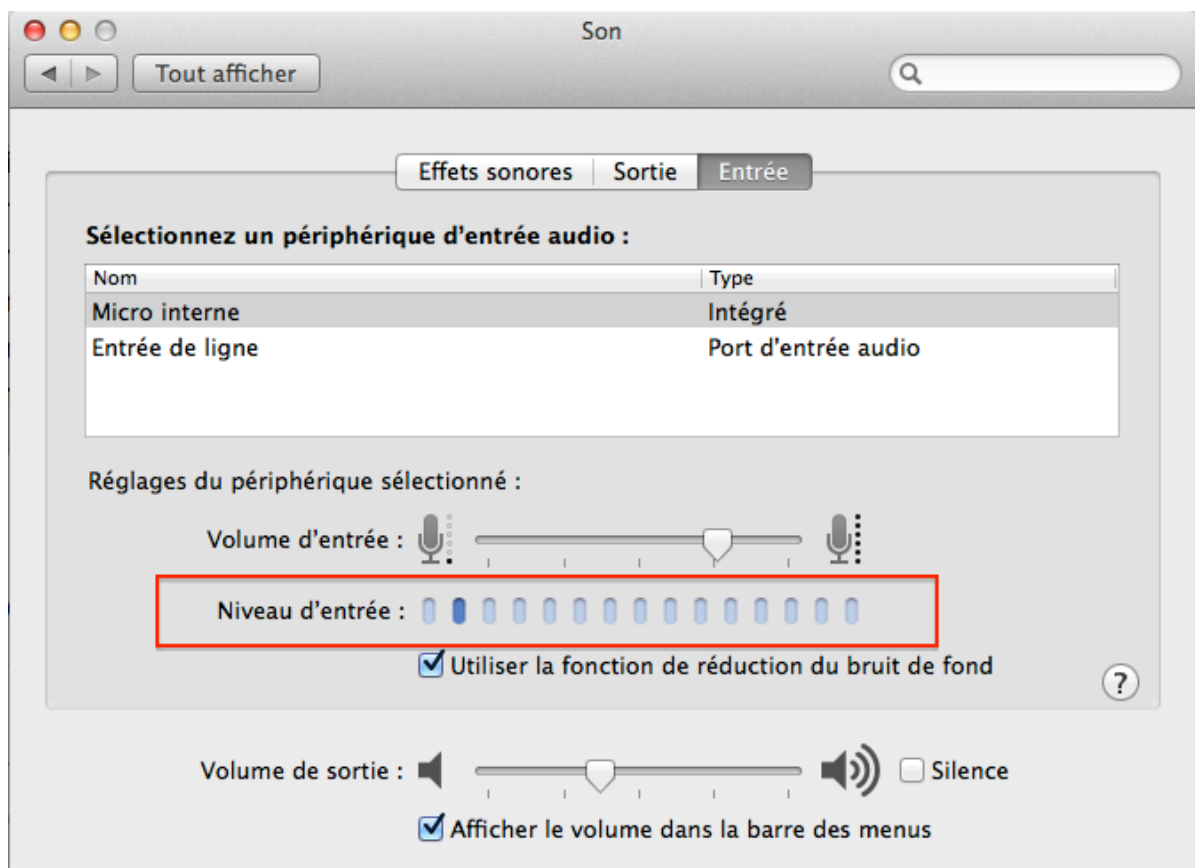 Son
Tout afficher
Effets sonores Sortie Entrée
Sélectionnez un périphérique d'entrée audio :
Nom Type
Micro interne Intégré
Entrée de ligne Port d'entrée audio
Réglages du périphérique sélectionné :
Volume d'entrée :
Niveau d'entrée :
Utiliser la fonction de réduction du bruit de fond
?
Volume de sortie : Silence
Afficher le volume dans la barre des menus